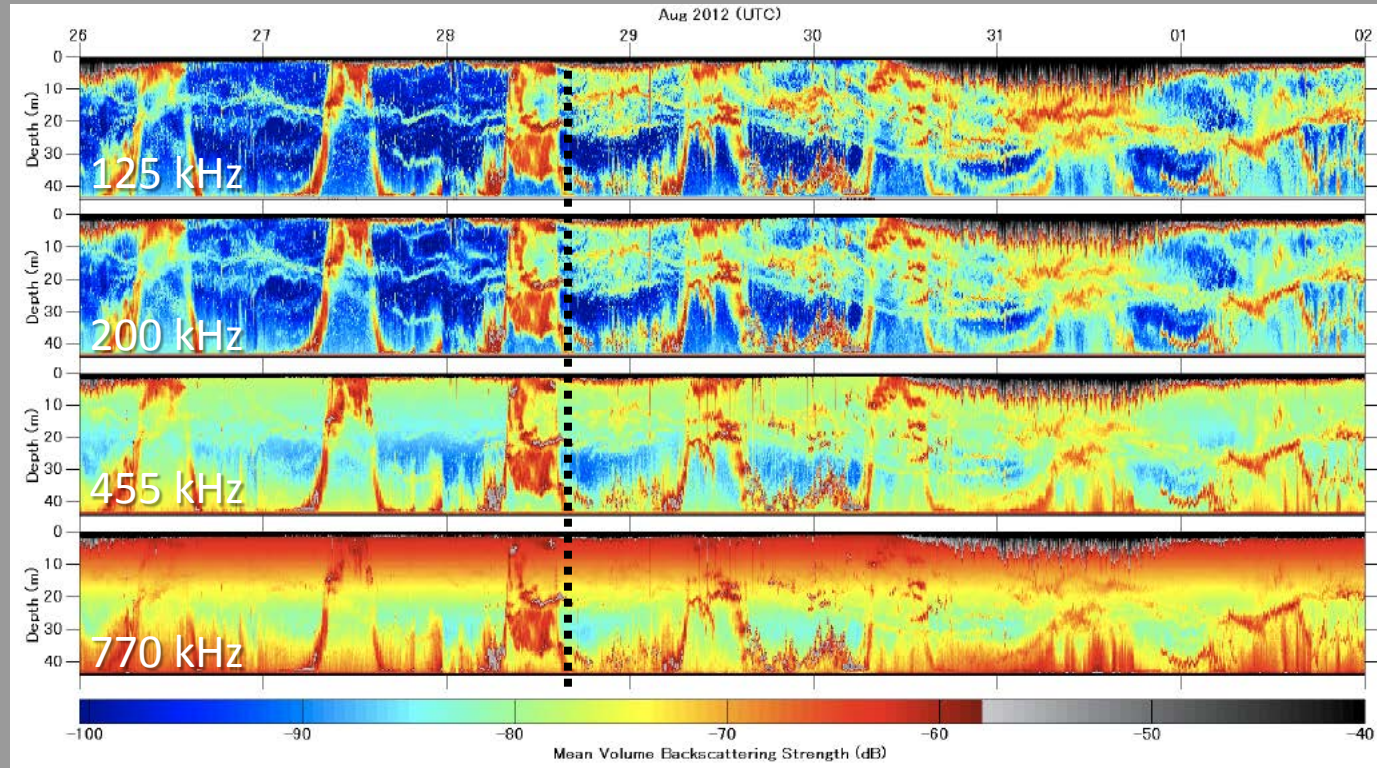 Aug 2012 (UTC)
26 27 28 29 30 31 01 02
0
10
20
30
40
Depth (m)
125 kHz
0
10
20
30
40
Depth (m)
200 kHz
0
10
20
30
40
Depth (m)
455 kHz
0
10
20
30
40
Depth (m)
770 kHz
-100 -90 -80 -70 -60 -50 -40
Mean Volume Backscattering Strength (dB)